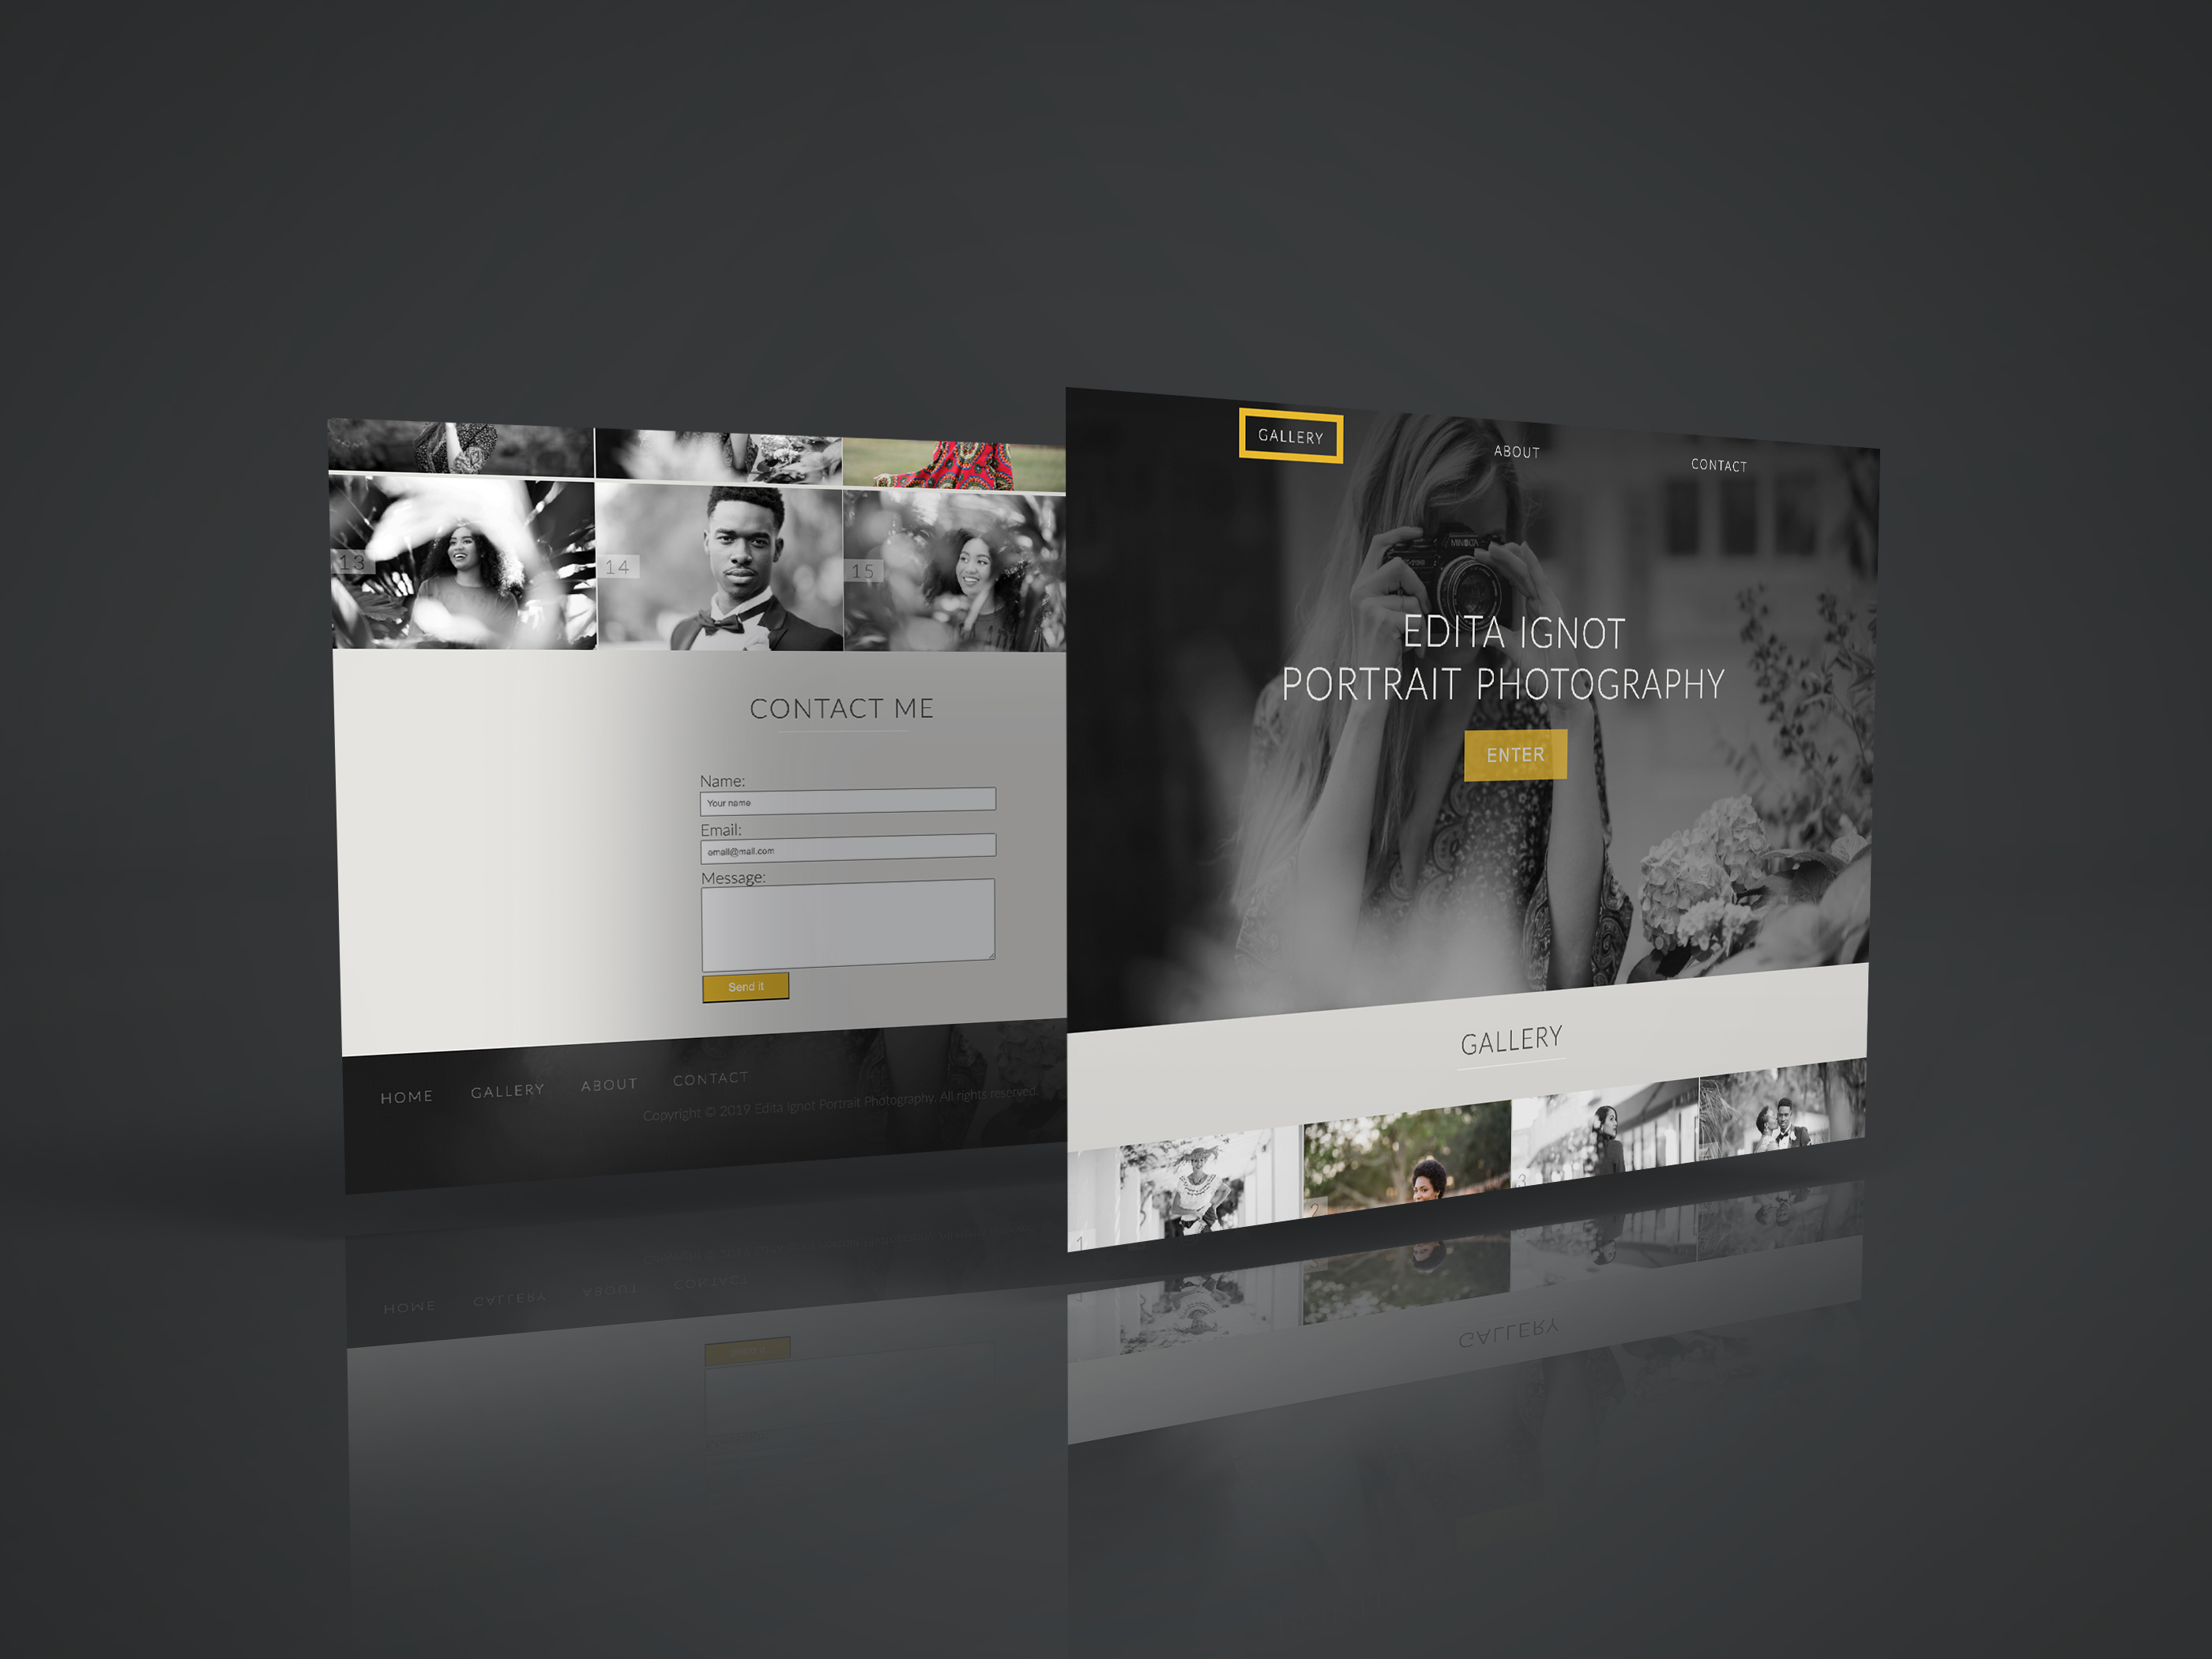 13
14
15
CONTACT ME
Name:
Your name
Email:
email@mail.com
Message:
Send it
HOME GALLERY ABOUT CONTACT
Copyright © 2019 Edita Ignot Portrait Photography. All rights reserved.
GALLERY ABOUT CONTACT
MINOLTA
EDITA IGNOT
PORTRAIT PHOTOGRAPHY
ENTER
GALLERY
1
2
3